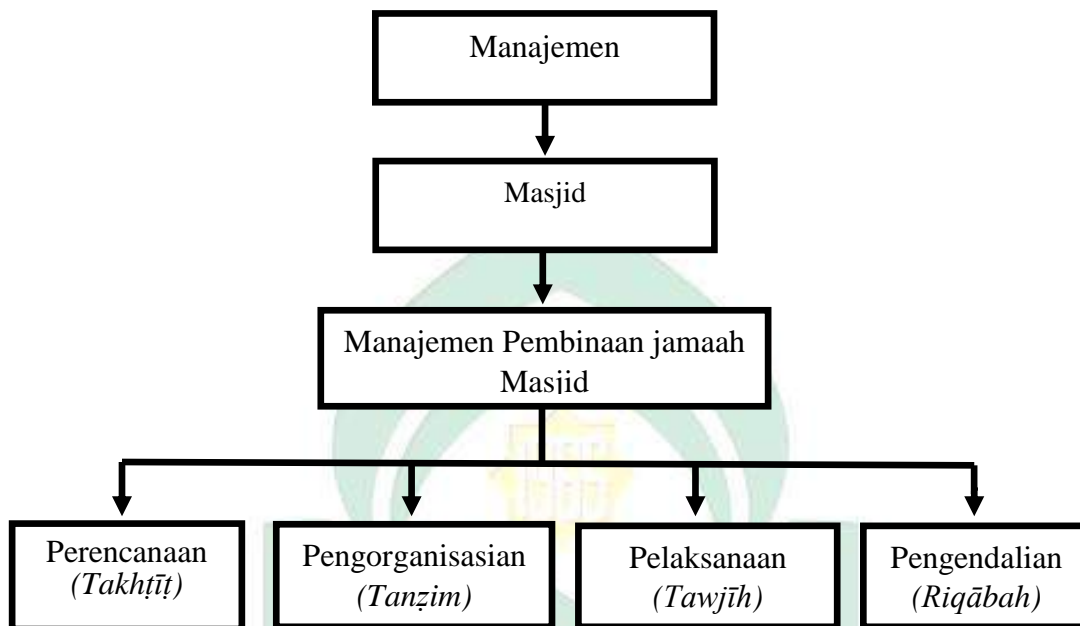 Manajemen
Masjid
Manajemen Pembinaan jamaah
Masjid
Perencanaan
(Takhṭīṭ)
Pengorganisasian
(Tanẓim)
Pelaksanaan
(Tawjīh)
Pengendalian
(Riqābah)